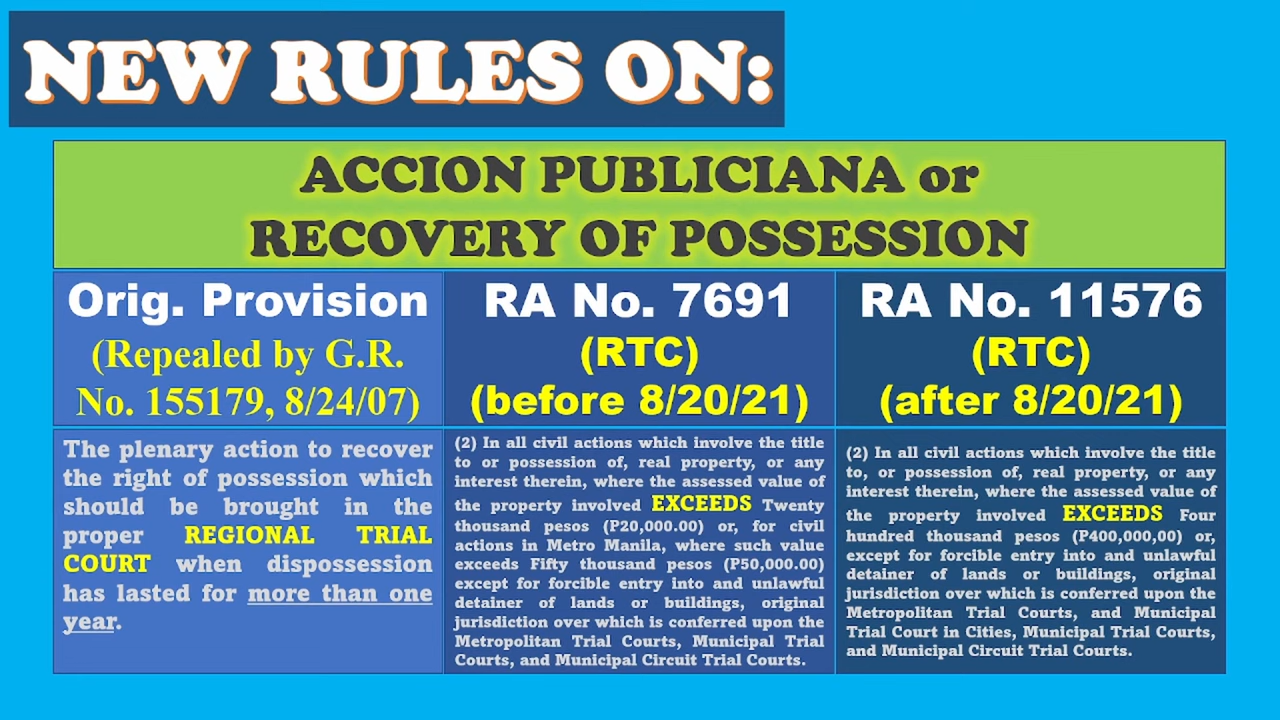 NEW RULES ON:
ACCION PUBLICIANA or
RECOVERY OF POSSESSION
Orig. Provision
(Repealed by G.R.
No. 155179, 8/24/07)
RA No. 7691
(RTC)
(before 8/20/21)
RA No. 11576
(RTC)
(after 8/20/21)
The plenary action to recover
the right of possession which
should be brought in the
proper REGIONAL TRIAL
COURT when dispossession
has lasted for more than one
year.
(2) In all civil actions which involve the title
to or possession of, real property, or any
interest therein, where the assessed value of
the property involved EXCEEDS Twenty
thousand pesos (P20,000.00) or, for civil
actions in Metro Manila, where such value
exceeds Fifty thousand pesos (P50,000.00)
except for forcible entry into and unlawful
detainer of lands or buildings, original
jurisdiction over which is conferred upon the
Metropolitan Trial Courts, Municipal Trial
Courts, and Municipal Circuit Trial Courts.
(2) In all civil actions which involve the title
to, or possession of, real property, or any
interest therein, where the assessed value of
the property involved EXCEEDS Four
hundred thousand pesos (P400,000,00) or,
except for forcible entry into and unlawful
detainer of lands or buildings, original
jurisdiction over which is conferred upon the
Metropolitan Trial Courts, and Municipal
Trial Court in Cities, Municipal Trial Courts,
and Municipal Circuit Trial Courts.